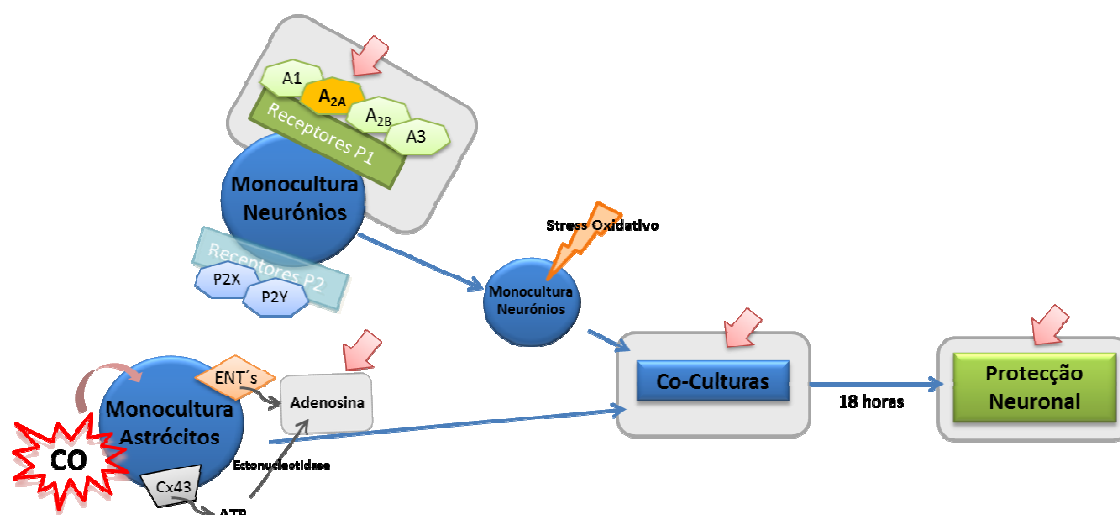 A1
A2A
A2B
A3
Receptores P1
Monocultura
Neurónios
Receptores P2
P2X
P2Y
Stress Oxidativo
Monocultura
Neurónios
ENT´s
Adenosina
Monocultura
Astrócitos
CO
Cx43
Ectonucleotidase
ATP
Co-Culturas
18 horas
Protecção
Neuronal